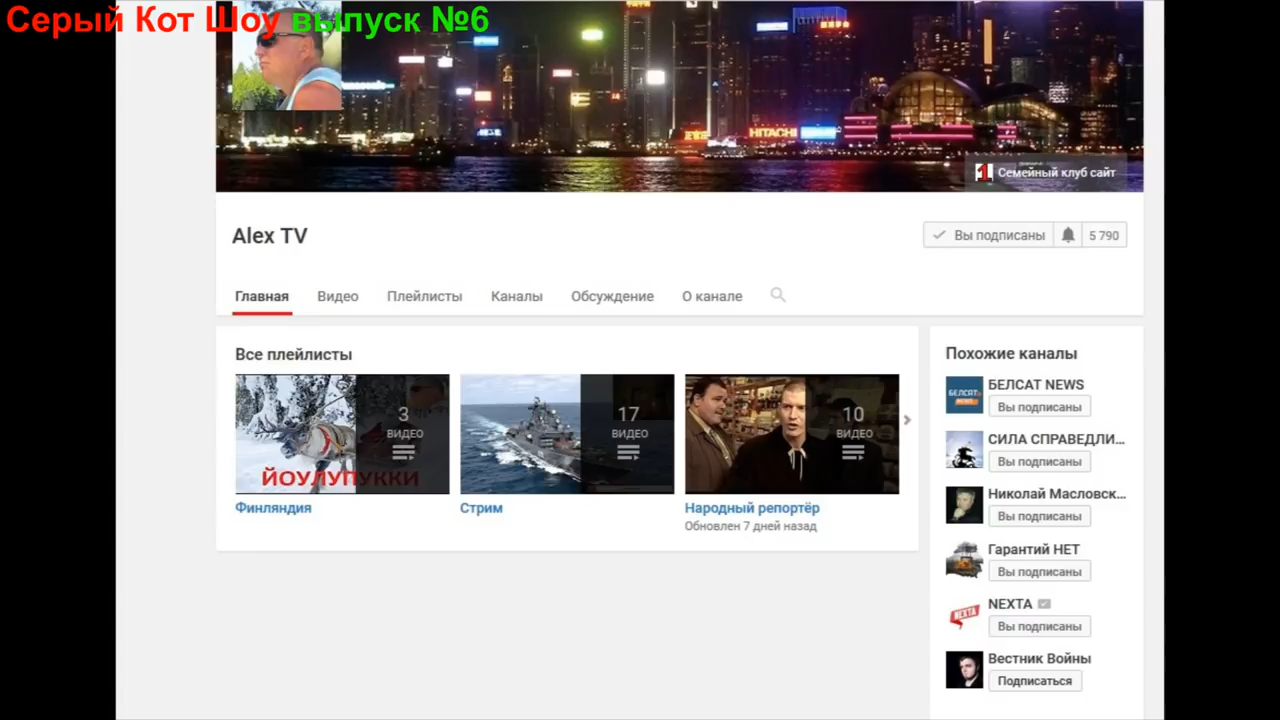 Серый Кот Шоу выпуск №6
HITACHI
1 Семейный клуб сайт
Alex TV
Вы подписаны 5 790
Главная Видео Плейлисты Каналы Обсуждение О канале
Все плейлисты
3 ВИДЕО
ЙОУЛУПУККИ
Финляндия
17 ВИДЕО
Стрим
10 ВИДЕО
Народный репортёр
Обновлен 7 дней назад
Похожие каналы
БЕЛСАТ NEWS
Вы подписаны
СИЛА СПРАВЕДЛИ...
Вы подписаны
Николай Масловск...
Вы подписаны
Гарантий НЕТ
Вы подписаны
NEXTA
NEXTA
Вы подписаны
Вестник Войны
Подписаться